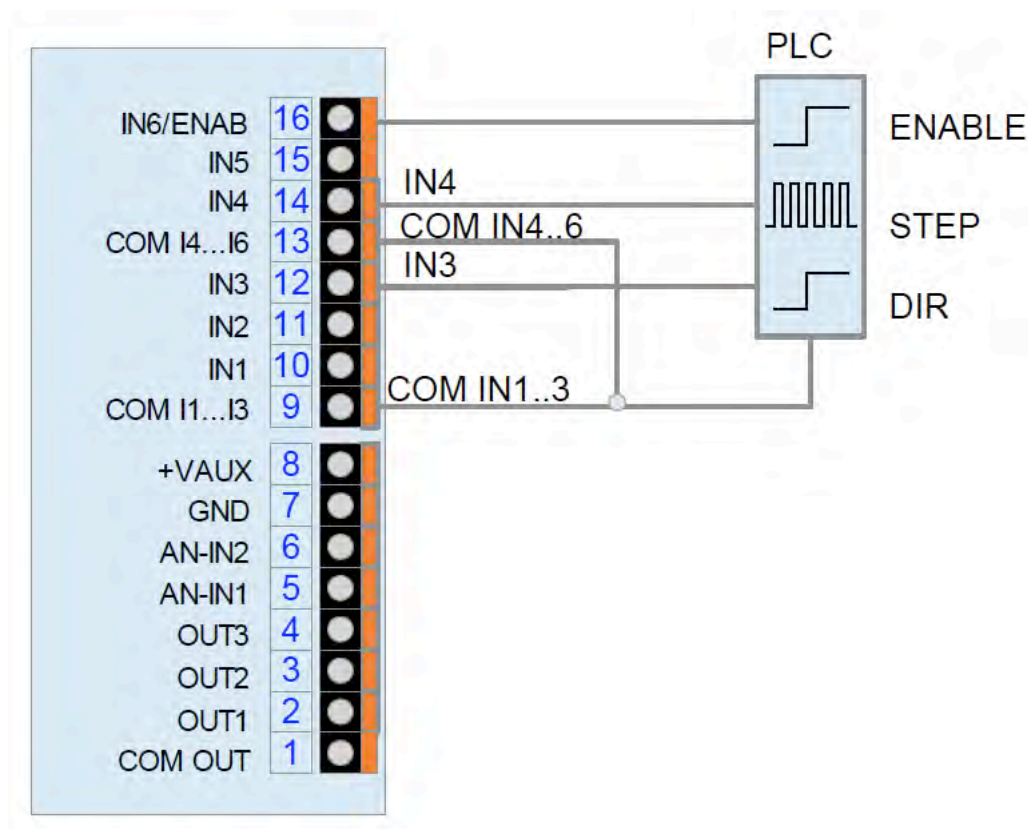 PLC
IN6/ENAB 16
ENABLE
IN5 15
IN4 14
IN4
STEP
COM I4...I6 13
COM IN4..6
IN3 12
IN3
DIR
IN2 11
IN1 10
COM I1...I3 9
COM IN1..3
+VAUX 8
GND 7
AN-IN2 6
AN-IN1 5
OUT3 4
OUT2 3
OUT1 2
COM OUT 1